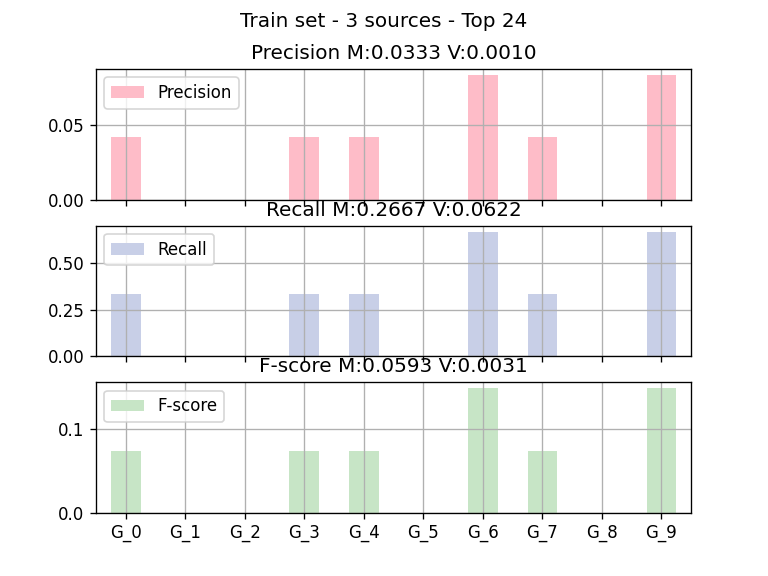 Train set - 3 sources - Top 24
Precision M:0.0333 V:0.0010
Precision
0.05
0.00
Recall M:0.2667 V:0.0622
Recall
0.50
0.25
0.00
F-score M:0.0593 V:0.0031
F-score
0.1
0.0
G_0 G_1 G_2 G_3 G_4 G_5 G_6 G_7 G_8 G_9